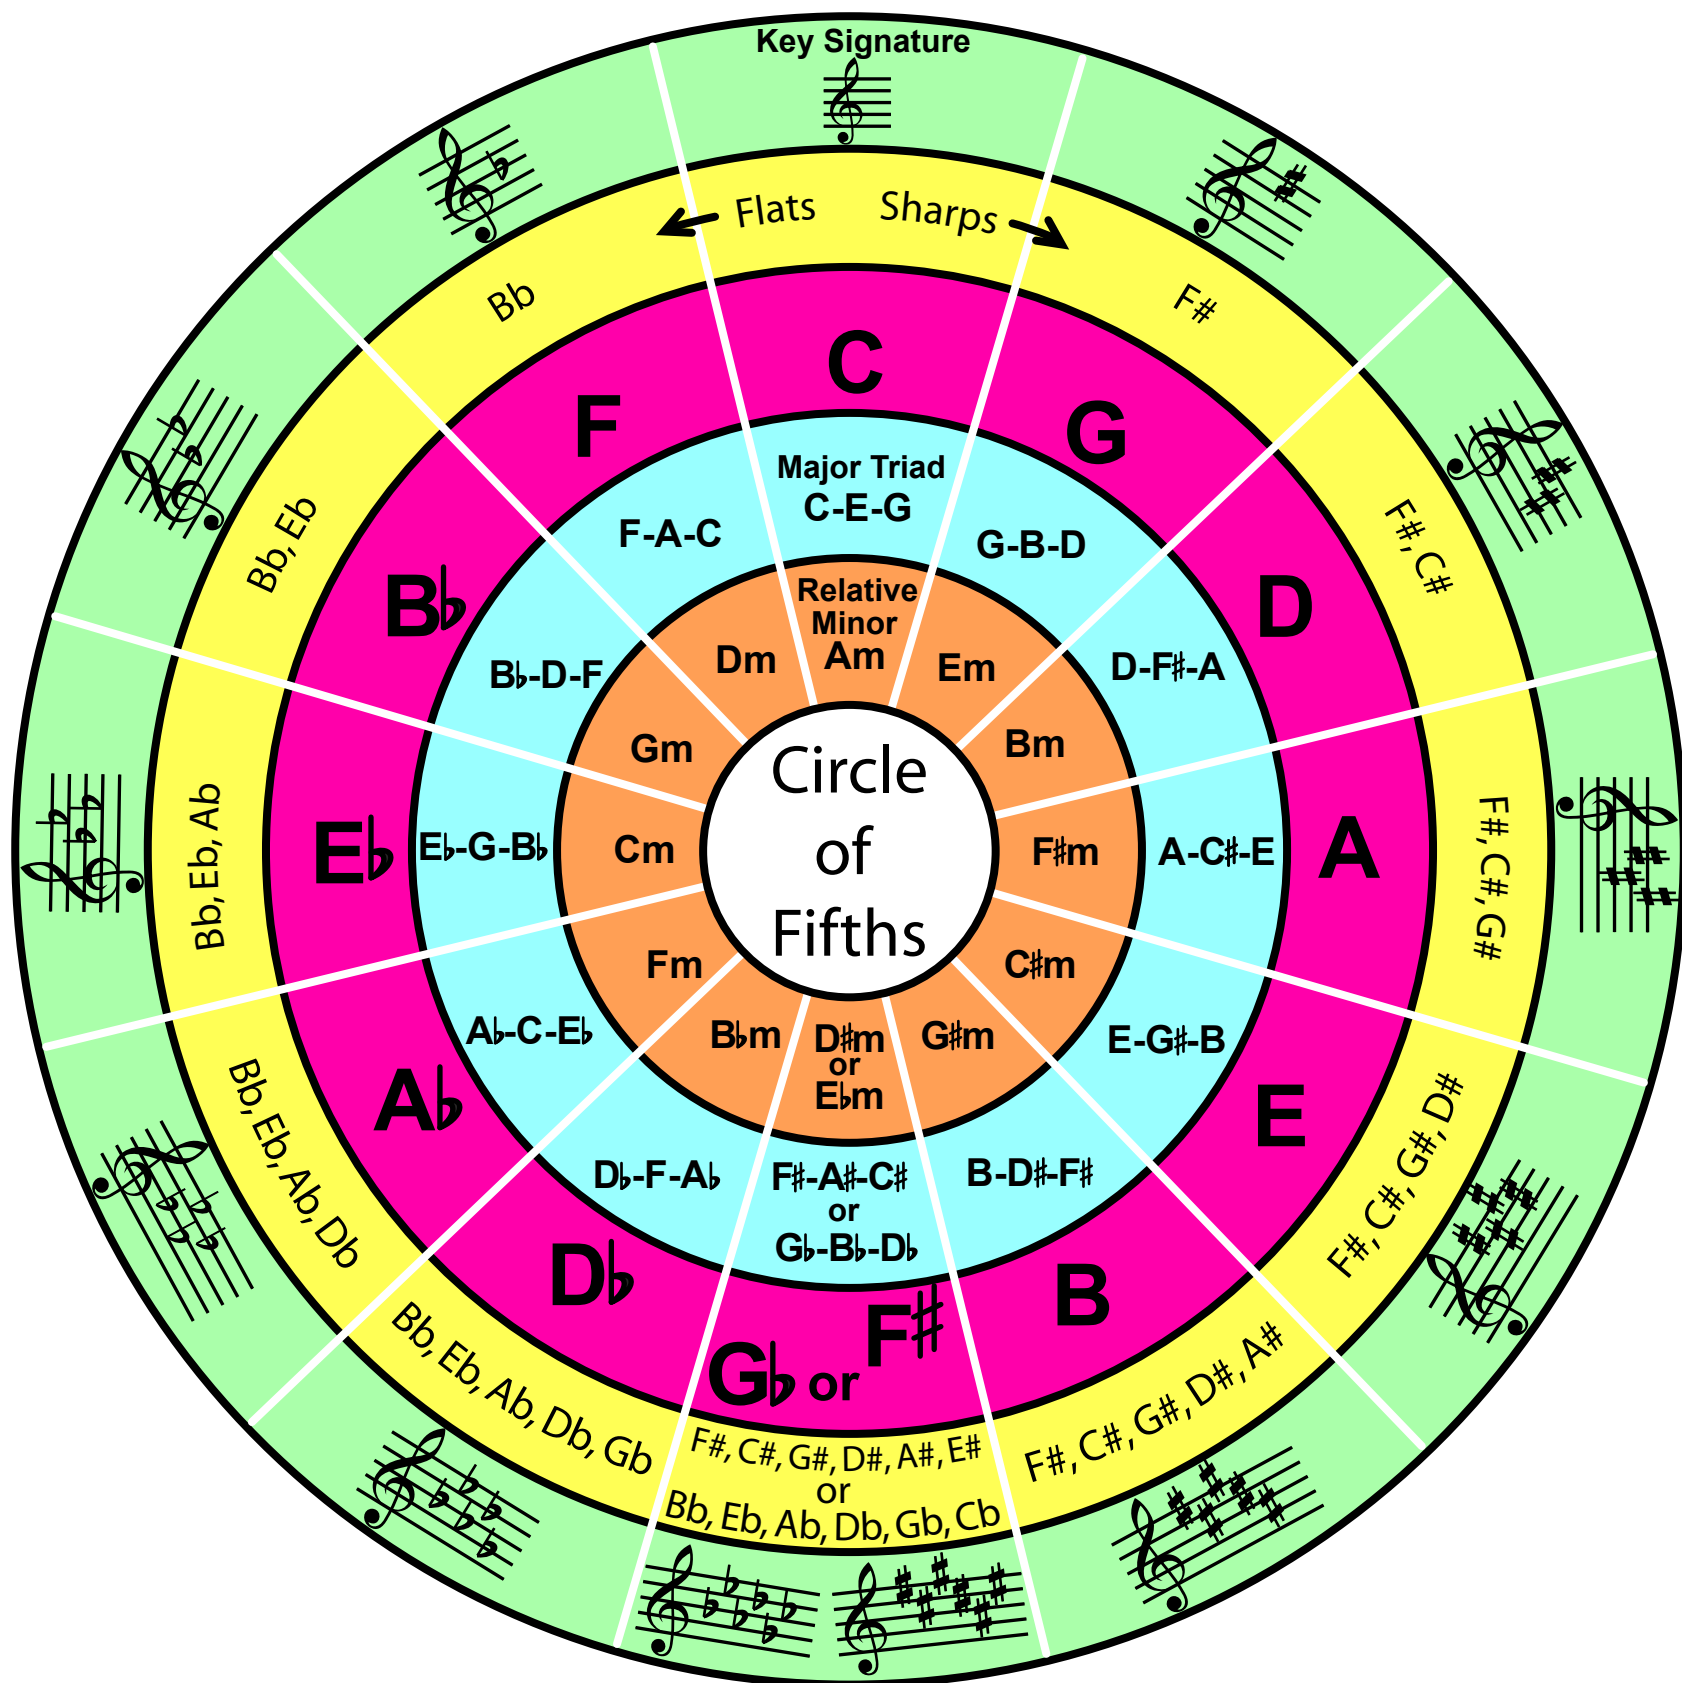 Key Signature
Flats Sharps
F#
F#, C#
F#, C#, G#
F#, C#, G#, D#
F#, C#, G#, D#, A#
F#, C#, G#, D#, A#, E#
or
Bb, Eb, Ab, Db, Gb, Cb
Bb, Eb, Ab, Db, Gb
Bb, Eb, Ab, Db
Bb, Eb, Ab
Bb, Eb
Bb
C
G
D
A
E
B
G♭ or F♯
D♭
A♭
E♭
B♭
F
Major Triad
C-E-G
G-B-D
D-F♯-A
A-C♯-E
E-G♯-B
B-D♯-F♯
F♯-A♯-C♯
or
G♭-B♭-D♭
D♭-F-A♭
A♭-C-E♭
E♭-G-B♭
B♭-D-F
F-A-C
Relative
Minor
Am
Em
Bm
F♯m
C♯m
G♯m
D♯m
or
E♭m
B♭m
Fm
Cm
Gm
Dm
Circle
of
Fifths